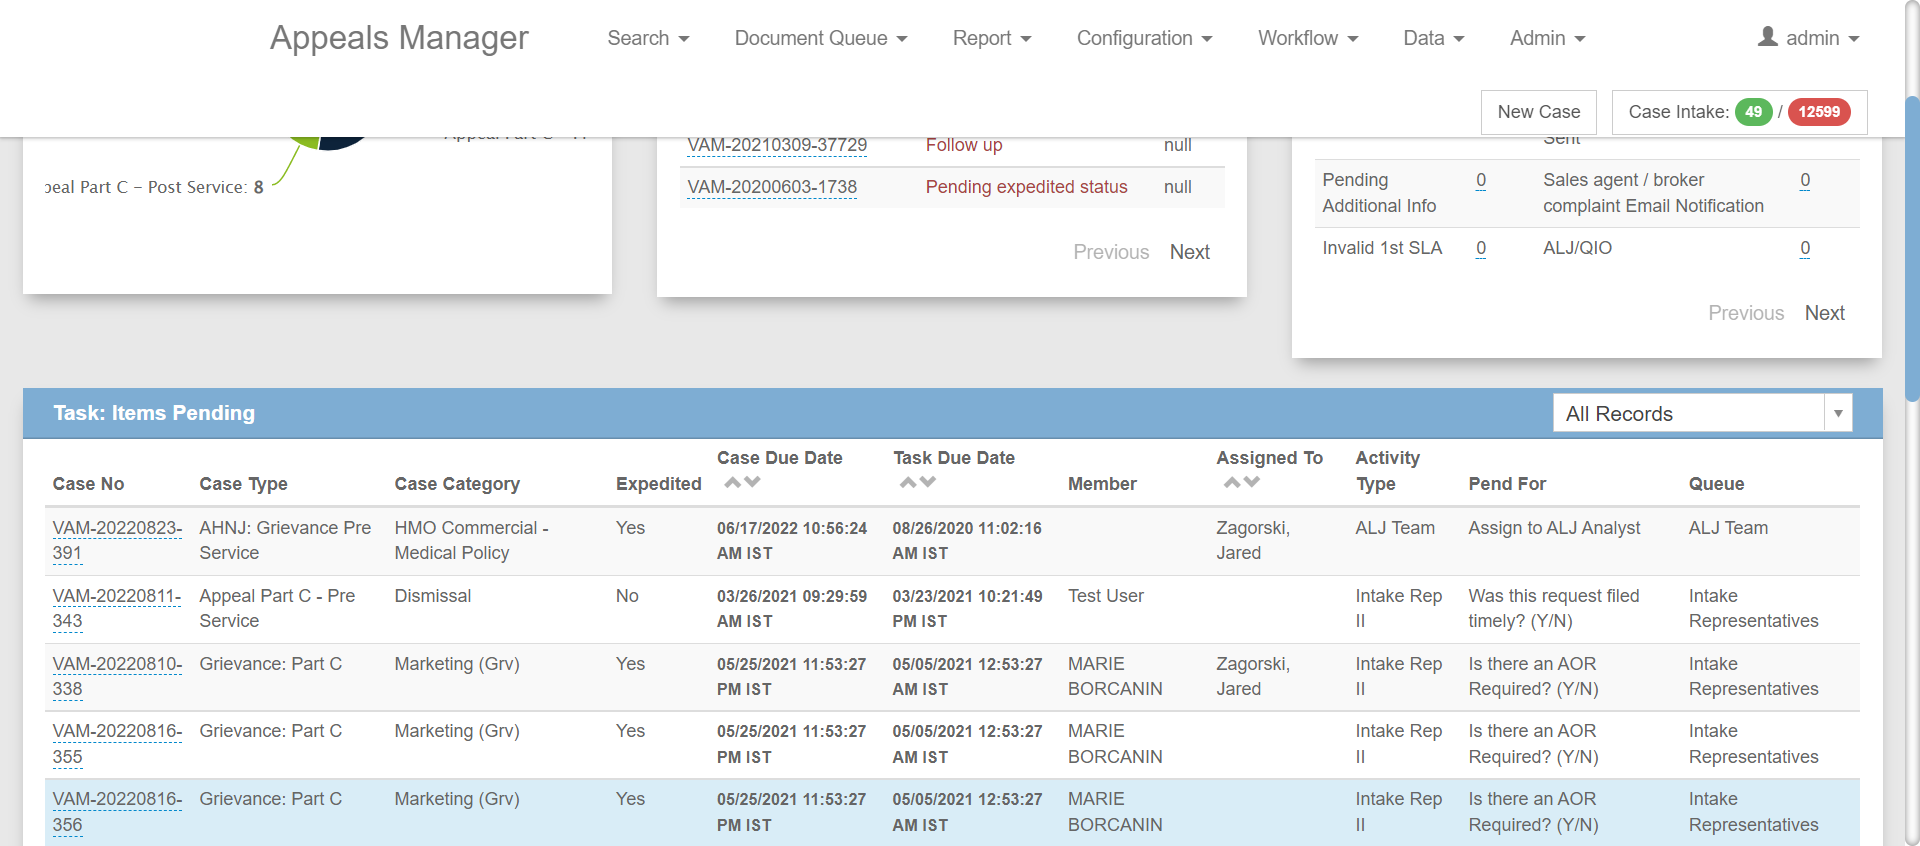 Appeals Manager
Search
Document Queue
Report
Configuration
Workflow
Data
Admin
admin
New Case
Case Intake: 49 / 12599
Part C
eal Part C - Post Service: 8
VAM-20210309-37729 Follow up null
VAM-20200603-1738 Pending expedited status null
Previous Next
Sent
Pending 0 Sales agent / broker 0
Additional Info complaint Email Notification
Invalid 1st SLA 0 ALJ/QIO 0
Previous Next
Task: Items Pending
All Records
Case Due Date Task Due Date Assigned To Activity
Case No Case Type Case Category Expedited Member Type Pend For Queue
VAM-20220823- AHNJ: Grievance Pre HMO Commercial - Yes 06/17/2022 10:56:24 08/26/2020 11:02:16 Zagorski, ALJ Team Assign to ALJ Analyst ALJ Team
391 Service Medical Policy AM IST AM IST Jared
VAM-20220811- Appeal Part C - Pre Dismissal No 03/26/2021 09:29:59 03/23/2021 10:21:49 Test User Intake Rep Was this request filed Intake
343 Service AM IST PM IST II timely? (Y/N) Representatives
VAM-20220810- Grievance: Part C Marketing (Grv) Yes 05/25/2021 11:53:27 05/05/2021 12:53:27 MARIE Zagorski, Intake Rep Is there an AOR Intake
338 PM IST AM IST BORCANIN Jared II Required? (Y/N) Representatives
VAM-20220816- Grievance: Part C Marketing (Grv) Yes 05/25/2021 11:53:27 05/05/2021 12:53:27 MARIE Intake Rep Is there an AOR Intake
355 PM IST AM IST BORCANIN II Required? (Y/N) Representatives
VAM-20220816- Grievance: Part C Marketing (Grv) Yes 05/25/2021 11:53:27 05/05/2021 12:53:27 MARIE Intake Rep Is there an AOR Intake
356 PM IST AM IST BORCANIN II Required? (Y/N) Representatives